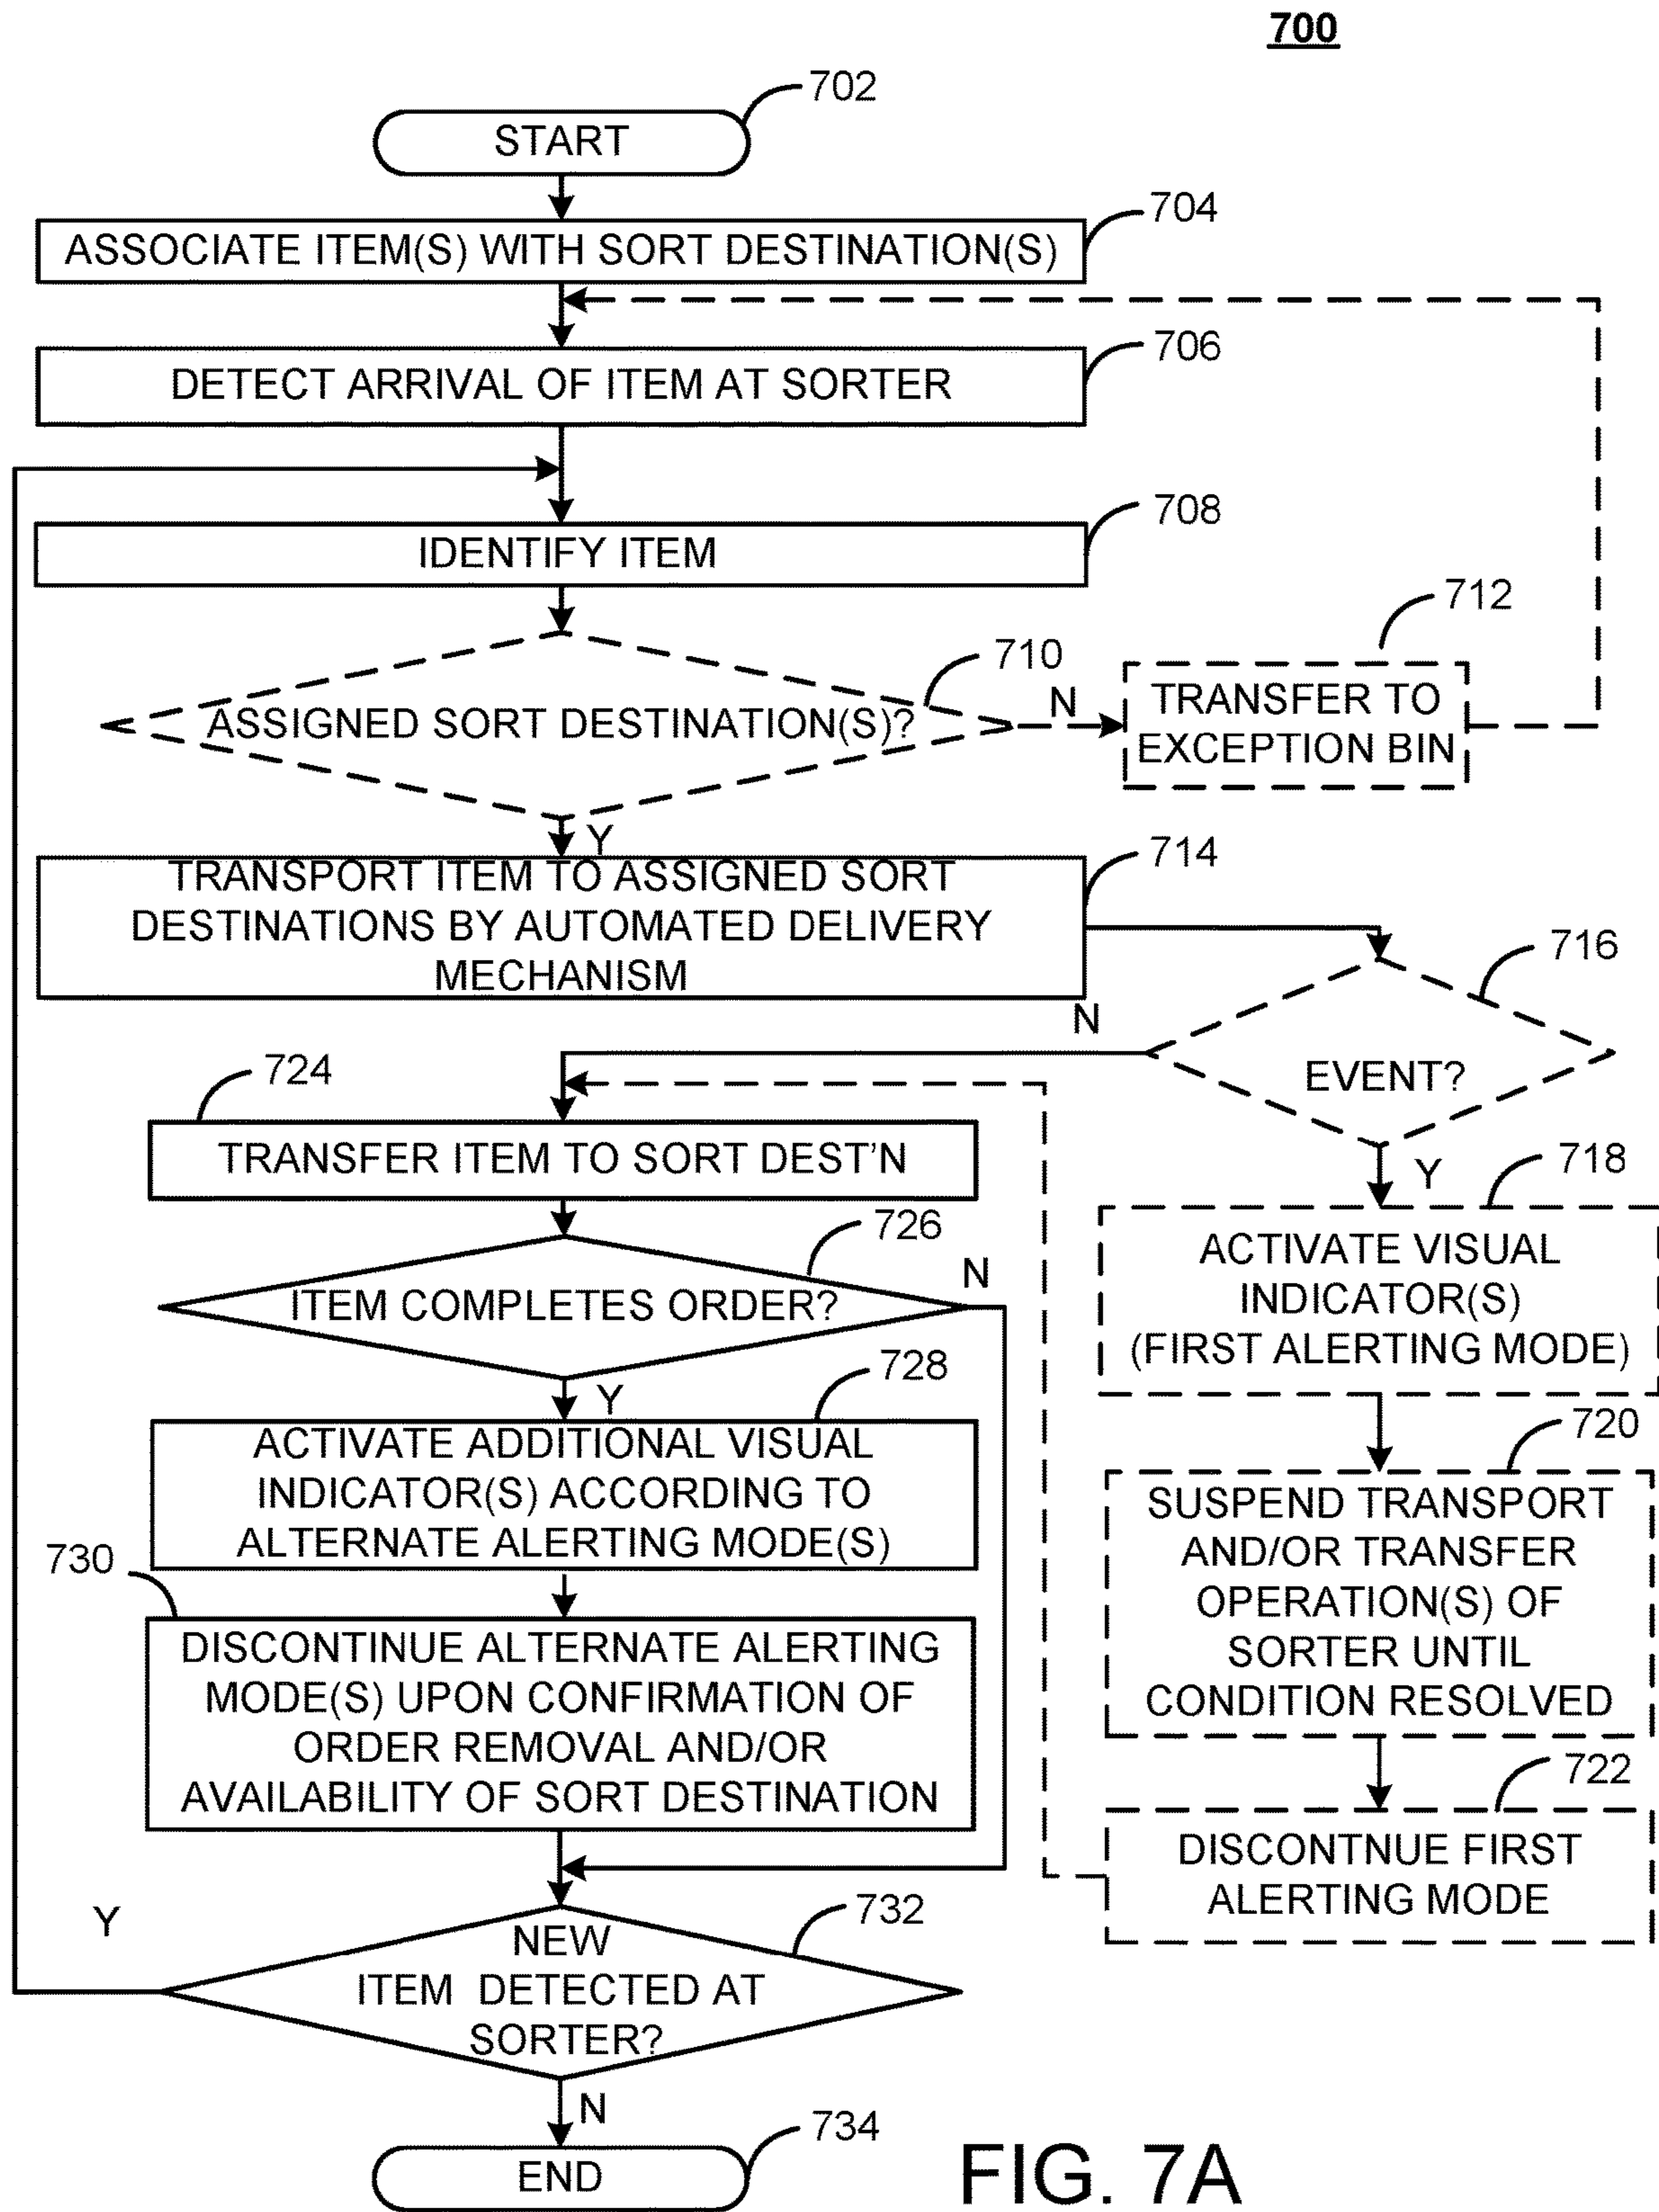 700
702
START
704
ASSOCIATE ITEM(S) WITH SORT DESTINATION(S)
706
DETECT ARRIVAL OF ITEM AT SORTER
708
IDENTIFY ITEM
710
ASSIGNED SORT DESTINATION(S)?
N
712
TRANSFER TO
EXCEPTION BIN
Y
714
TRANSPORT ITEM TO ASSIGNED SORT
DESTINATIONS BY AUTOMATED DELIVERY
MECHANISM
716
EVENT?
N
Y
718
ACTIVATE VISUAL
INDICATOR(S)
(FIRST ALERTING MODE)
720
SUSPEND TRANSPORT
AND/OR TRANSFER
OPERATION(S) OF
SORTER UNTIL
CONDITION RESOLVED
722
DISCONTNUE FIRST
ALERTING MODE
724
TRANSFER ITEM TO SORT DEST'N
726
ITEM COMPLETES ORDER?
N
Y
728
ACTIVATE ADDITIONAL VISUAL
INDICATOR(S) ACCORDING TO
ALTERNATE ALERTING MODE(S)
730
DISCONTINUE ALTERNATE ALERTING
MODE(S) UPON CONFIRMATION OF
ORDER REMOVAL AND/OR
AVAILABILITY OF SORT DESTINATION
732
NEW
ITEM DETECTED AT
SORTER?
Y
N
734
END
FIG. 7A